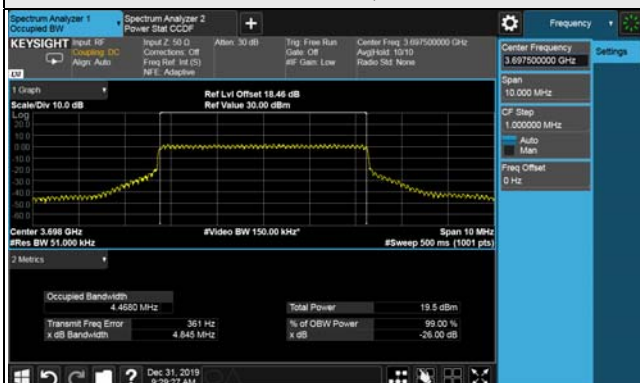 Spectrum Analyzer 1
Occupied BW
Spectrum Analyzer 2
Power Stat CCDF
+
Frequency
KEYSIGHT
Input: RF
Coupling: DC
Align: Auto
Input Z: 50 Ω
Corrections: Off
Freq Ref: Int (S)
NFE: Adaptive
Atten: 30 dB
Trig: Free Run
Gate: Off
#IF Gain: Low
Center Freq: 3.697500000 GHz
Avg|Hold: 10/10
Radio Std: None
LXI
Center Frequency
3.697500000 GHz
Settings
Span
10.000 MHz
CF Step
1.000000 MHz
Auto
Man
Freq Offset
0 Hz
1 Graph
Scale/Div 10.0 dB
Ref Lvl Offset 18.46 dB
Ref Value 30.00 dBm
Log
20.0
10.0
0.00
-10.0
-20.0
-30.0
-40.0
-50.0
-60.0
Center 3.698 GHz
#Res BW 51.000 kHz
#Video BW 150.00 kHz*
Span 10 MHz
#Sweep 500 ms (1001 pts)
2 Metrics
Occupied Bandwidth
4.4680 MHz
Total Power
19.5 dBm
Transmit Freq Error
361 Hz
% of OBW Power
99.00 %
x dB Bandwidth
4.845 MHz
x dB
-26.00 dB
?
Dec 31, 2019
9:29:27 AM